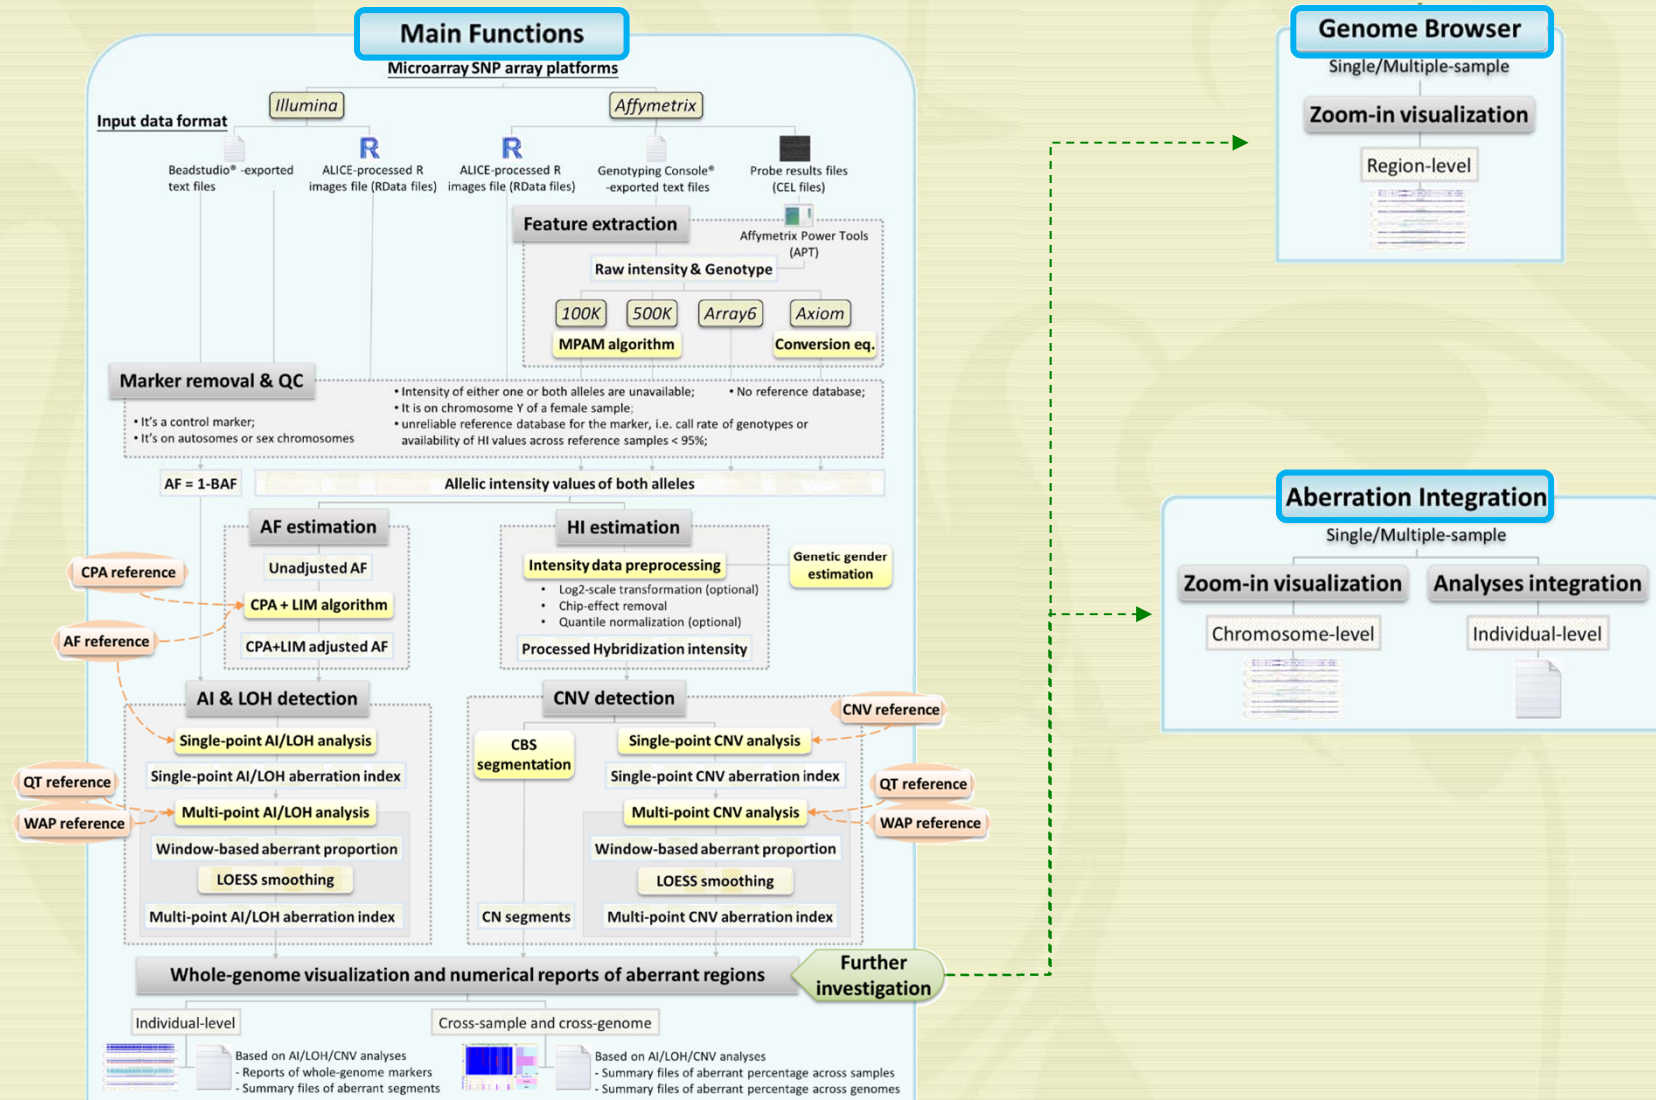 Main Functions
Microarray SNP array platforms
Illumina
Affymetrix
Input data format
Beadstudio® -exported
text files
ALICE-processed R
images file (RData files)
ALICE-processed R
images file (RData files)
Genotyping Console®
-exported text files
Probe results files
(CEL files)
Feature extraction
Affymetrix Power Tools
(APT)
Raw intensity & Genotype
100K
500K
Array6
Axiom
MPAM algorithm
Conversion eq.
Marker removal & QC
• It's a control marker;
• It's on autosomes or sex chromosomes
• Intensity of either one or both alleles are unavailable;
• It is on chromosome Y of a female sample;
• unreliable reference database for the marker, i.e. call rate of genotypes or
availability of HI values across reference samples < 95%;
• No reference database;
AF = 1-BAF
Allelic intensity values of both alleles
AF estimation
Unadjusted AF
CPA + LIM algorithm
CPA+LIM adjusted AF
CPA reference
AF reference
HI estimation
Intensity data preprocessing
• Log2-scale transformation (optional)
• Chip-effect removal
• Quantile normalization (optional)
Processed Hybridization intensity
Genetic gender
estimation
AI & LOH detection
Single-point AI/LOH analysis
Single-point AI/LOH aberration index
Multi-point AI/LOH analysis
Window-based aberrant proportion
LOESS smoothing
Multi-point AI/LOH aberration index
QT reference
WAP reference
CNV detection
CBS
segmentation
CN segments
Single-point CNV analysis
Single-point CNV aberration index
Multi-point CNV analysis
Window-based aberrant proportion
LOESS smoothing
Multi-point CNV aberration index
CNV reference
QT reference
WAP reference
Whole-genome visualization and numerical reports of aberrant regions
Further
investigation
Individual-level
Based on AI/LOH/CNV analyses
- Reports of whole-genome markers
- Summary files of aberrant segments
Cross-sample and cross-genome
Based on AI/LOH/CNV analyses
- Summary files of aberrant percentage across samples
- Summary files of aberrant percentage across genomes
Genome Browser
Single/Multiple-sample
Zoom-in visualization
Region-level
Aberration Integration
Single/Multiple-sample
Zoom-in visualization
Analyses integration
Chromosome-level
Individual-level